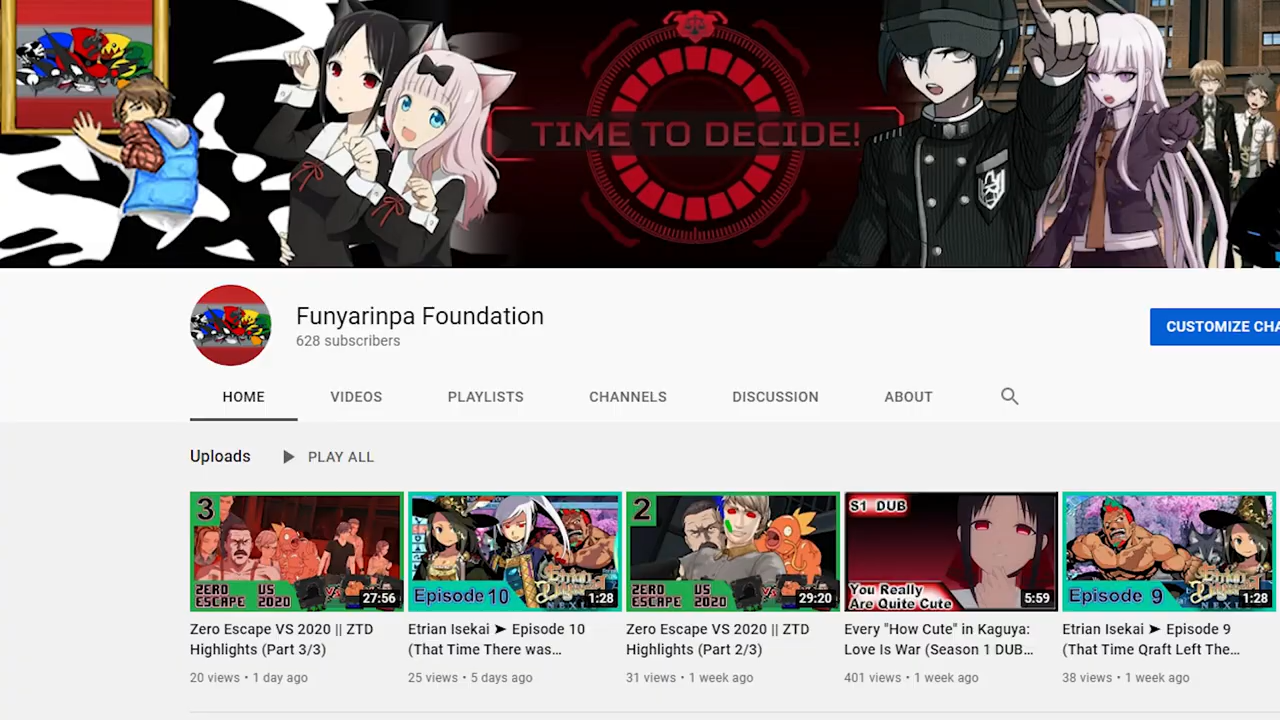 TIME TO DECIDE!
Funyarinpa Foundation
628 subscribers
CUSTOMIZE CHA
HOME VIDEOS PLAYLISTS CHANNELS DISCUSSION ABOUT
Uploads PLAY ALL
3
ZERO ESCAPE VS 2020
27:56
Episode 10
1:28
2
ZERO ESCAPE VS 2020
29:20
S1 DUB
You Really
Are Quite Cute
5:59
Episode 9
1:28
Zero Escape VS 2020 || ZTD
Highlights (Part 3/3)
20 views • 1 day ago
Etrian Isekai ➤ Episode 10
(That Time There was...
25 views • 5 days ago
Zero Escape VS 2020 || ZTD
Highlights (Part 2/3)
31 views • 1 week ago
Every "How Cute" in Kaguya:
Love Is War (Season 1 DUB...
401 views • 1 week ago
Etrian Isekai ➤ Episode 9
(That Time Qraft Left The...
38 views • 1 week ago